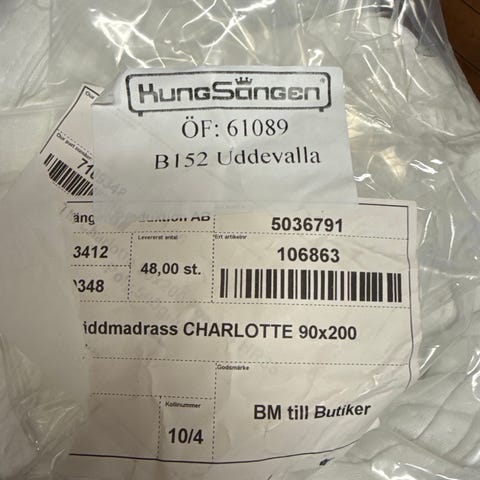 KungSängen
ÖF: 61089
B152 Uddevalla
5036791
3412
Levererat antal
48,00 st.
Ert artikelnr
106863
348
iddmadrass CHARLOTTE 90x200
Godsmärke
BM till Butiker
Kollinummer
10/4